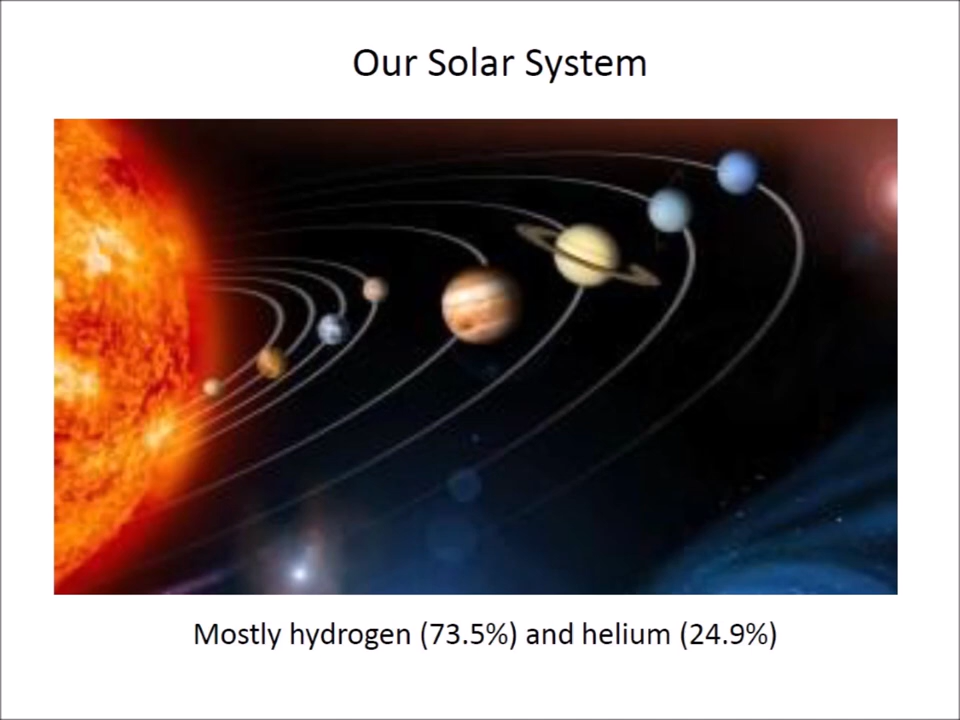 Our Solar System
Mostly hydrogen (73.5%) and helium (24.9%)